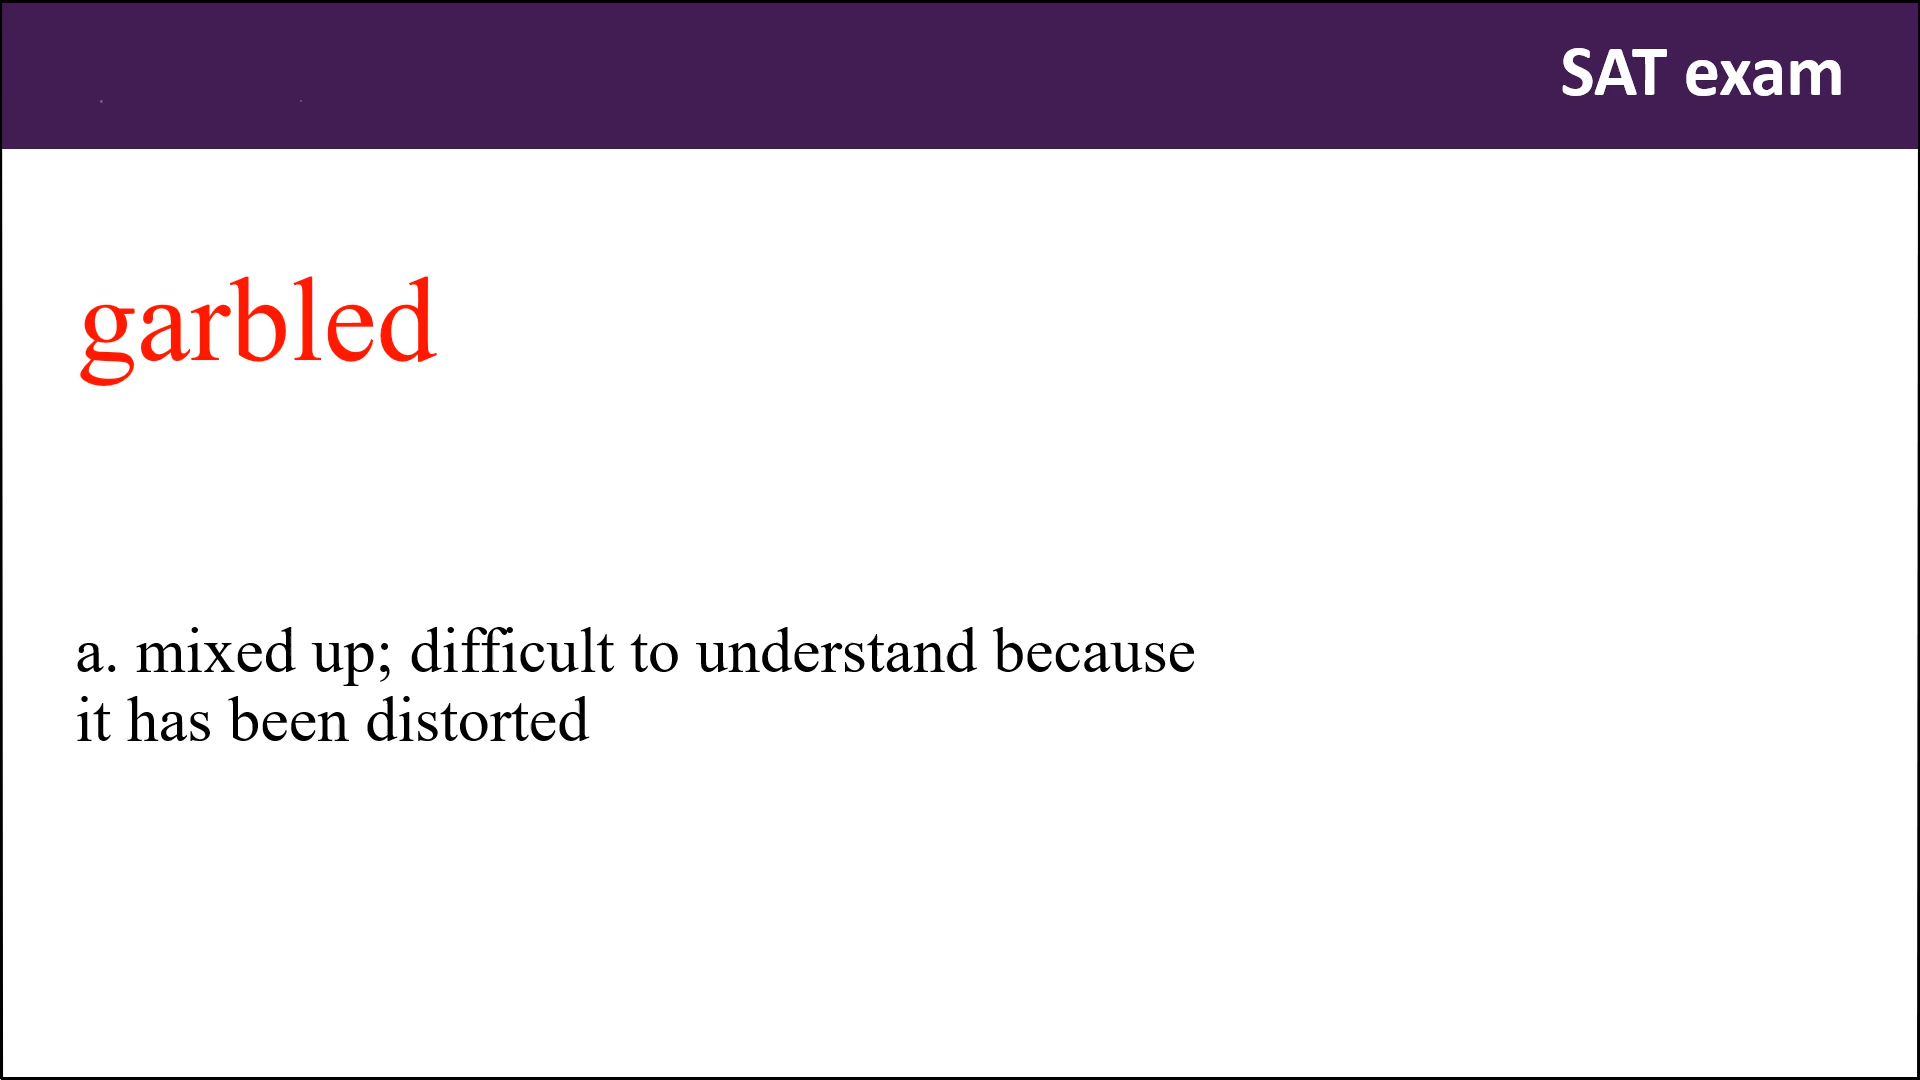 SAT exam
garbled
a. mixed up; difficult to understand because
it has been distorted